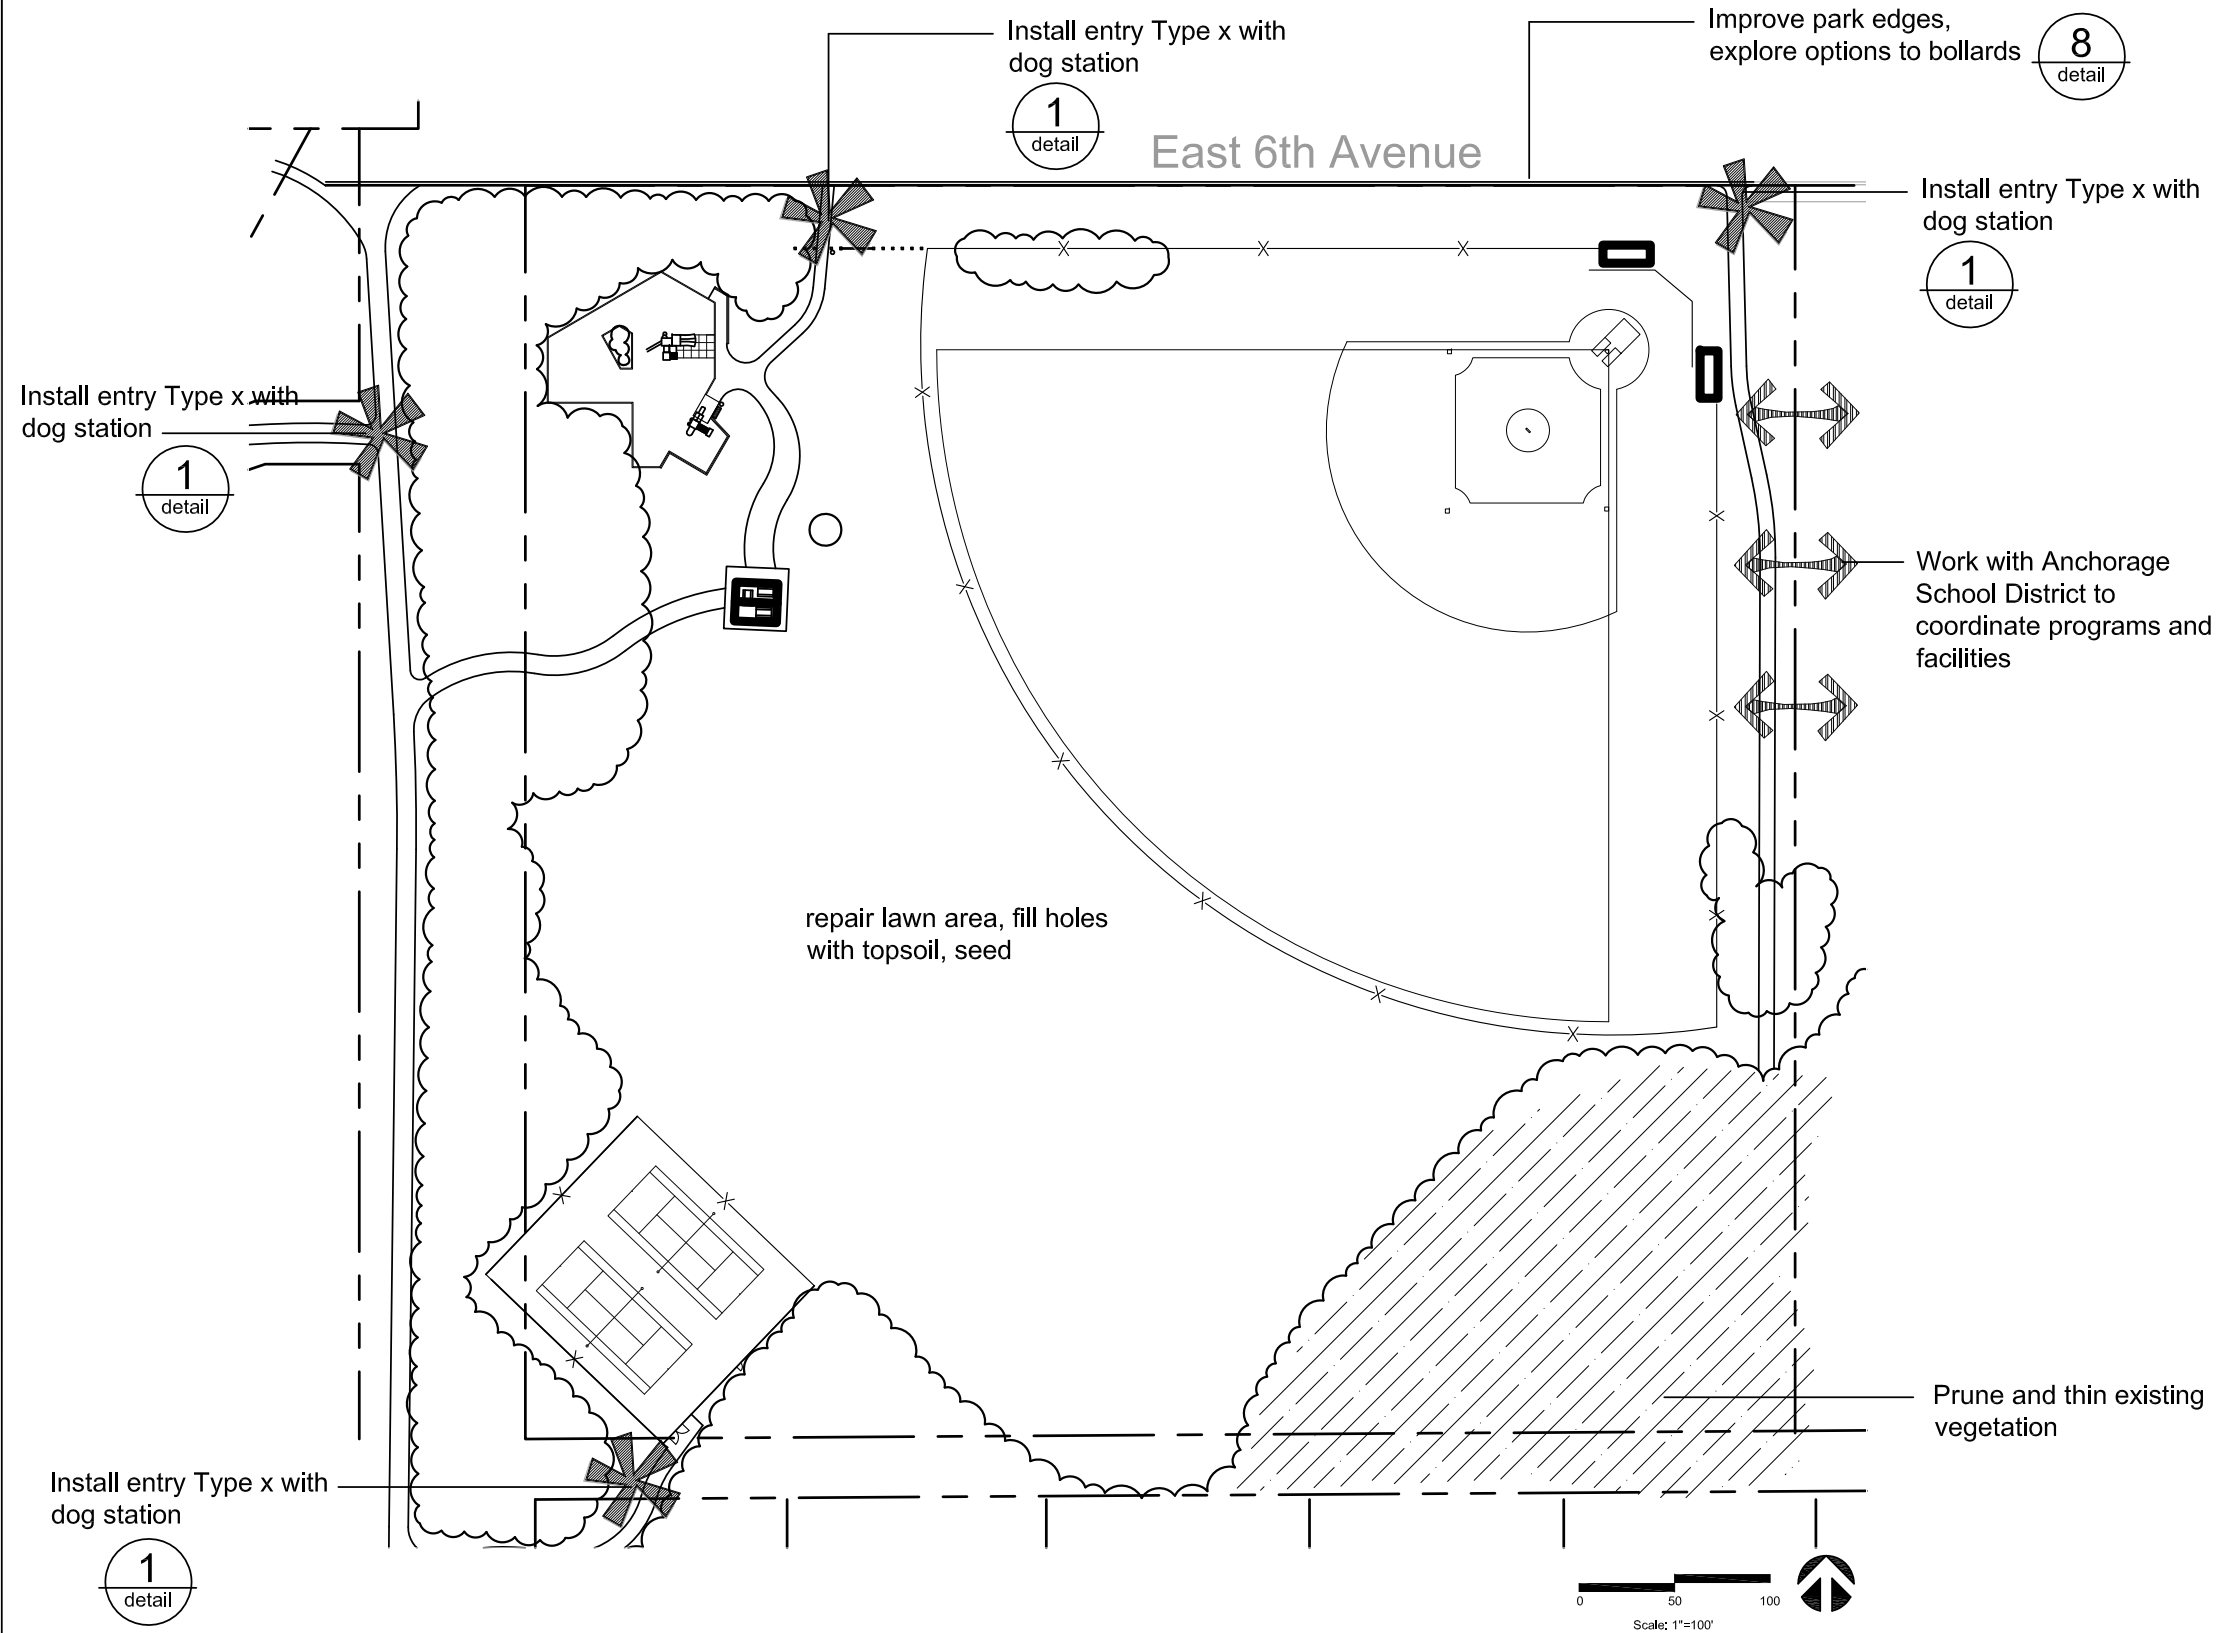 Install entry Type x with
dog station
1
detail
Improve park edges,
explore options to bollards
8
detail
East 6th Avenue
Install entry Type x with
dog station
1
detail
Install entry Type x with
dog station
1
detail
Work with Anchorage
School District to
coordinate programs and
facilities
repair lawn area, fill holes
with topsoil, seed
Prune and thin existing
vegetation
Install entry Type x with
dog station
1
detail
0 50 100
Scale: 1"=100'